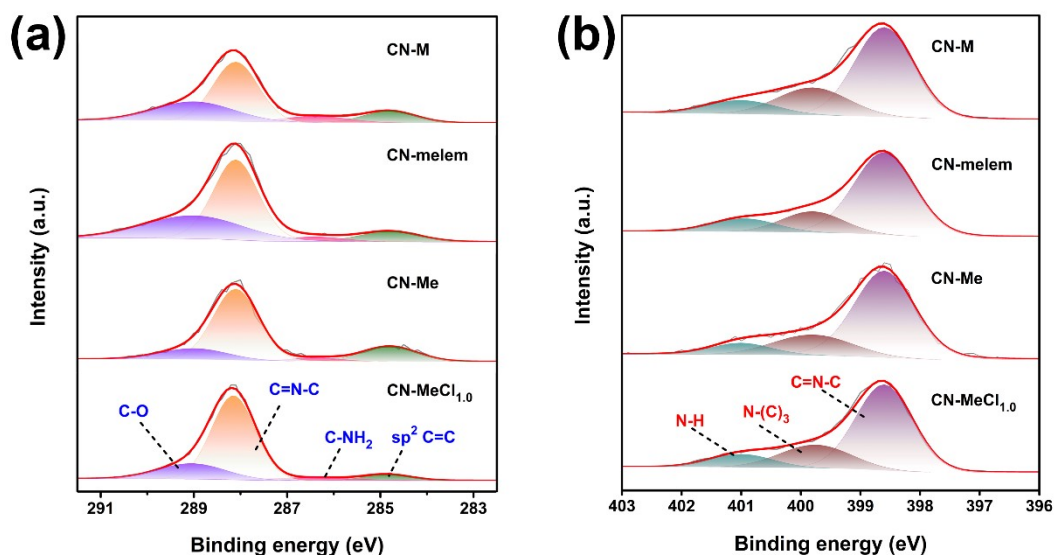 (a)
CN-M
CN-melem
CN-Me
CN-MeCl1.0
C-O
C=N-C
C-NH2
sp2 C=C
Intensity (a.u.)
291 289 287 285 283
Binding energy (eV)
(b)
CN-M
CN-melem
CN-Me
CN-MeCl1.0
N-H
N-(C)3
C=N-C
Intensity (a.u.)
403 402 401 400 399 398 397 396
Binding energy (eV)